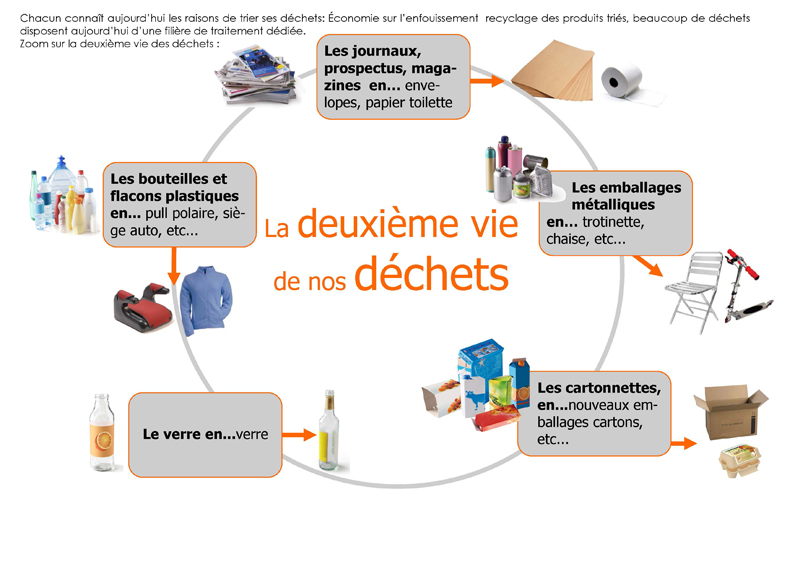 Chacun connaît aujourd’hui les raisons de trier ses déchets: Économie sur l’enfouissement  recyclage des produits triés, beaucoup de déchets
disposent aujourd’hui d’une filière de traitement dédiée.
Zoom sur la deuxième vie des déchets :
Les journaux,
prospectus, maga-
zines  en... enve-
lopes, papier toilette
Les bouteilles et
flacons plastiques
en... pull polaire, siè-
ge auto, etc...
Les emballages
métalliques
en... trotinette,
chaise, etc...
La deuxième vie
de nos déchets
Les cartonnettes,
en...nouveaux em-
ballages cartons,
etc...
Le verre en...verre